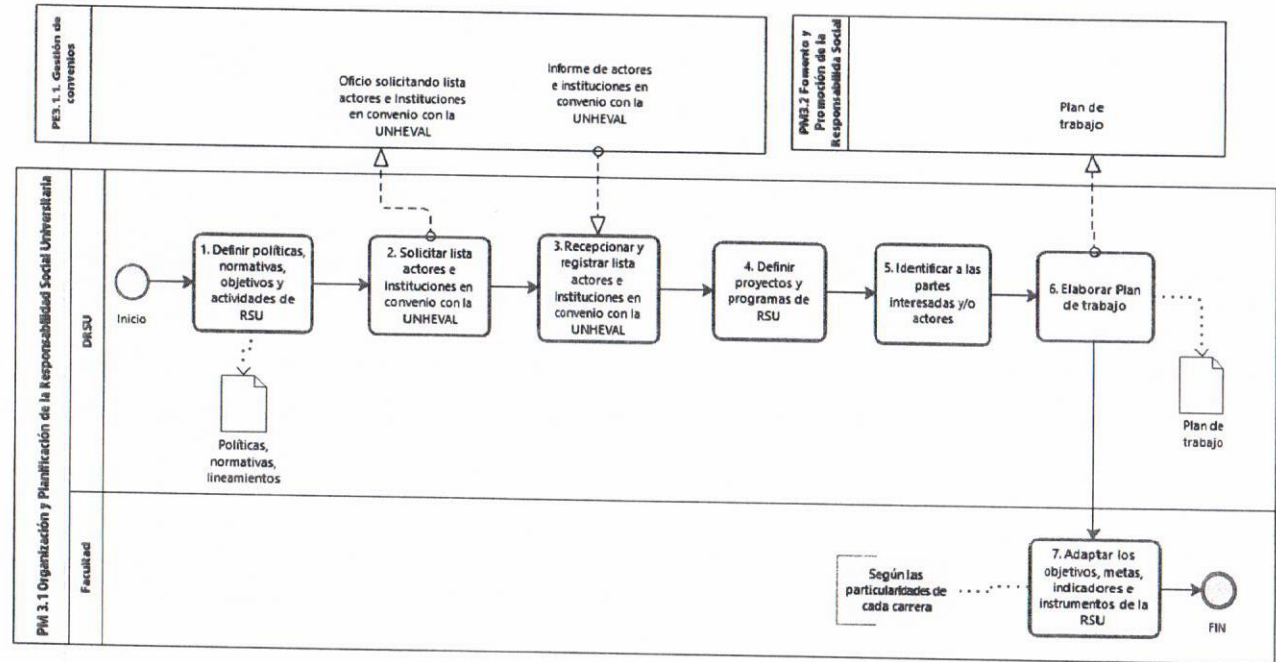 PE3.1.1. Gestión de
convenios
Oficio solicitando lista
actores e Instituciones
en convenio con la
UNHEVAL
Informe de actores
e instituciones en
convenio con la
UNHEVAL
PM3.2 Fomento y
Promoción de la
Responsabilida Social
Plan de
trabajo
PM 3.1 Organización y Planificación de la Responsabilidad Social Universitaria
DRSU
Inicio
1. Definir políticas,
normativas,
objetivos y
actividades de
RSU
2. Solicitar lista
actores e
Instituciones en
convenio con la
UNHEVAL
3. Recepcionar y
registrar lista
actores e
Instituciones en
convenio con la
UNHEVAL
4. Definir
proyectos y
programas de
RSU
5. Identificar a las
partes
interesadas y/o
actores
6. Elaborar Plan
de trabajo
Políticas,
normativas,
lineamientos
Plan de
trabajo
Facultad
Según las
particularidades de
cada carrera
7. Adaptar los
objetivos, metas,
indicadores e
instrumentos de la
RSU
FIN